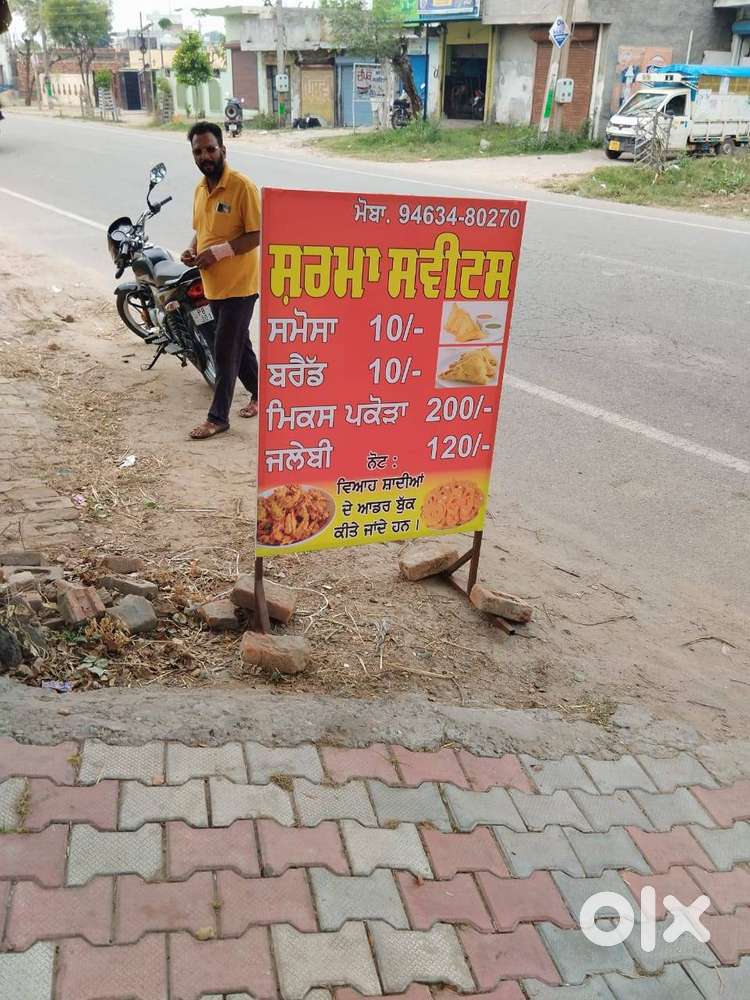 ਮੋਬਾ. 94634-80270
ਸ਼ਰਮਾ ਸਵੀਟਸ
ਸਮੋਸਾ 10/-
ਬਰੈੱਡ 10/-
ਮਿਕਸ ਪਕੌੜਾ 200/-
ਜਲੇਬੀ 120/-
ਨੋਟ :
ਵਿਆਹ ਸ਼ਾਦੀਆਂ
ਦੇ ਆਡਰ ਬੁੱਕ
ਕੀਤੇ ਜਾਂਦੇ ਹਨ ।
olx